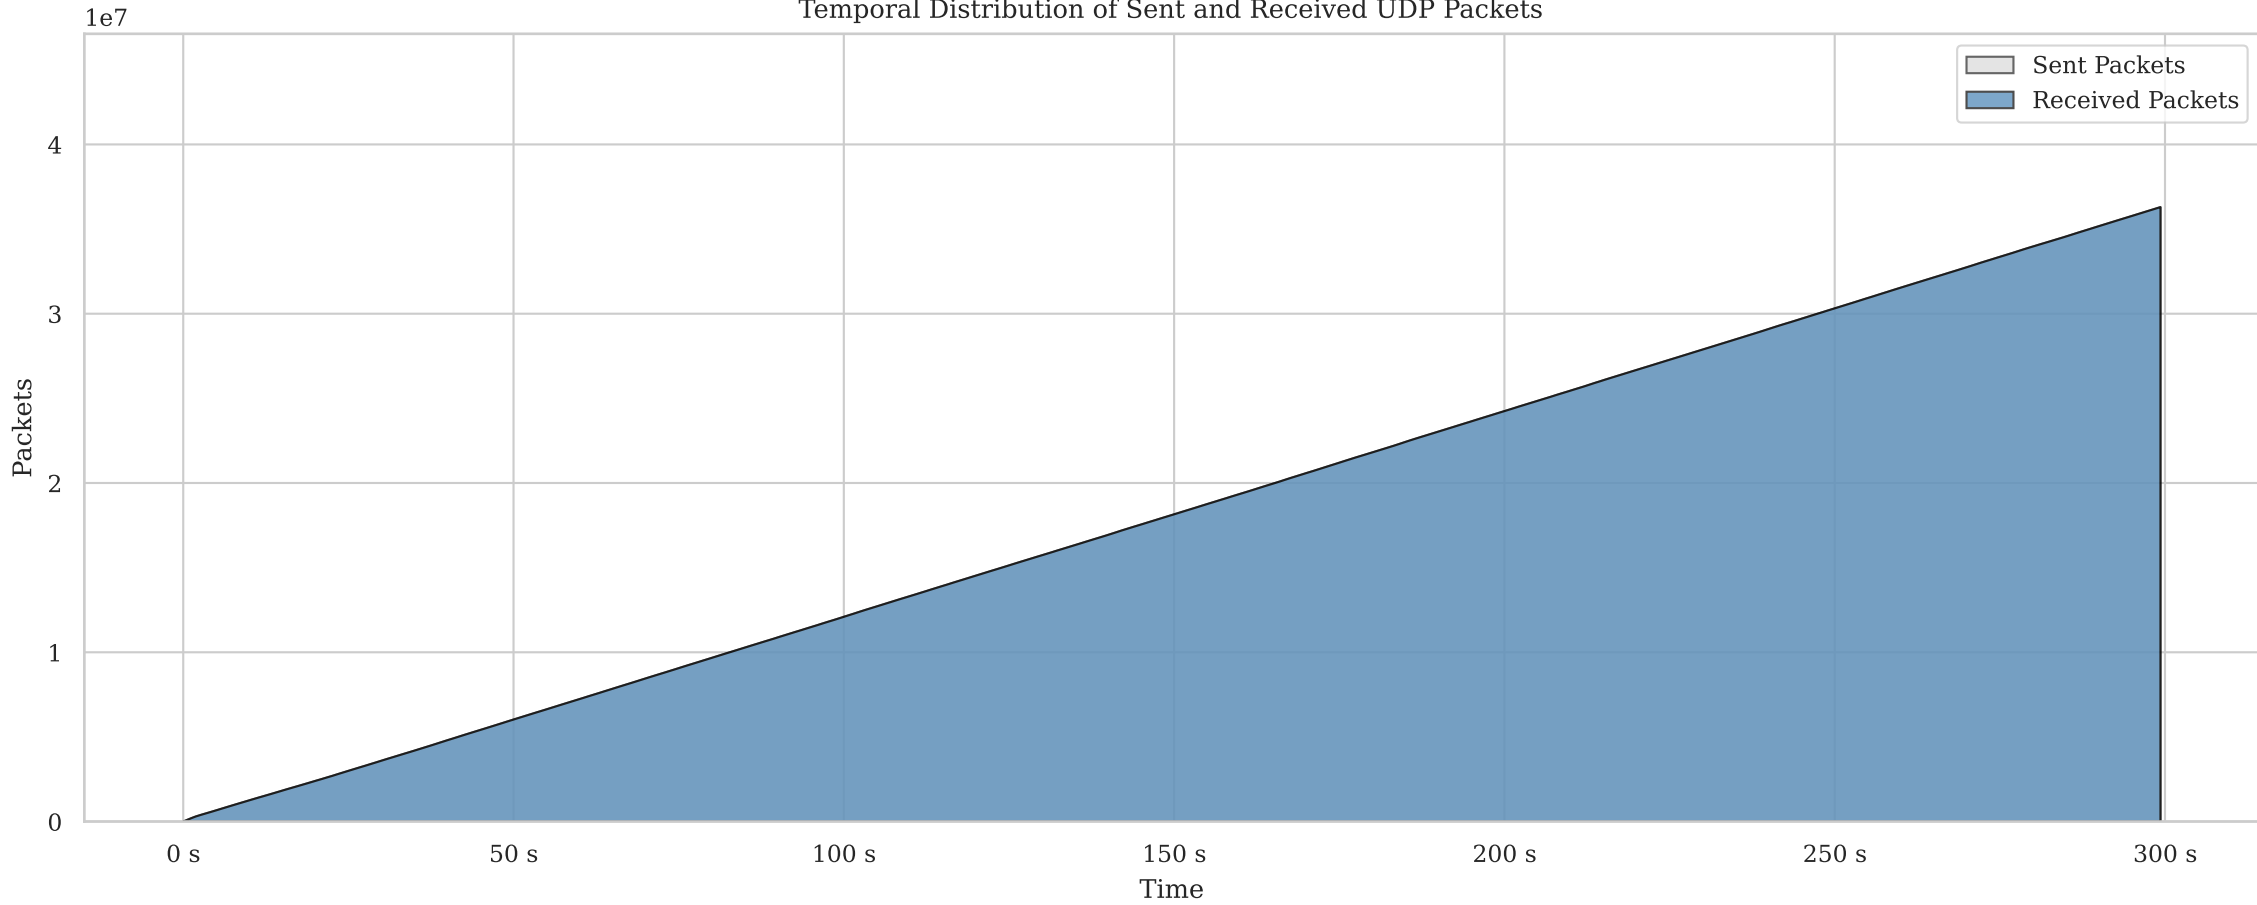 Temporal Distribution of Sent and Received UDP Packets
1e7
Sent Packets
Received Packets
4
3
2
1
0
Packets
0 s
50 s
100 s
150 s
200 s
250 s
300 s
Time